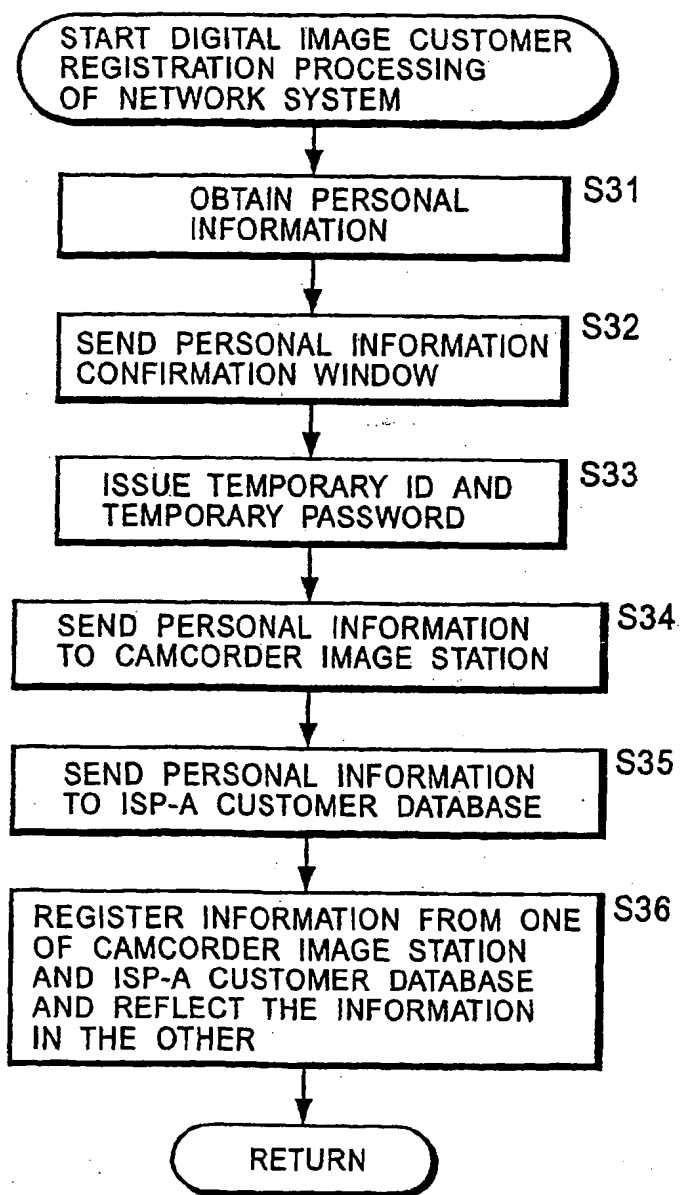 START DIGITAL IMAGE CUSTOMER
REGISTRATION PROCESSING
OF NETWORK SYSTEM
OBTAIN PERSONAL
INFORMATION
S31
SEND PERSONAL INFORMATION
CONFIRMATION WINDOW
S32
ISSUE TEMPORARY ID AND
TEMPORARY PASSWORD
S33
SEND PERSONAL INFORMATION
TO CAMCORDER IMAGE STATION
S34
SEND PERSONAL INFORMATION
TO ISP-A CUSTOMER DATABASE
S35
REGISTER INFORMATION FROM ONE
OF CAMCORDER IMAGE STATION
AND ISP-A CUSTOMER DATABASE
AND REFLECT THE INFORMATION
IN THE OTHER
S36
RETURN